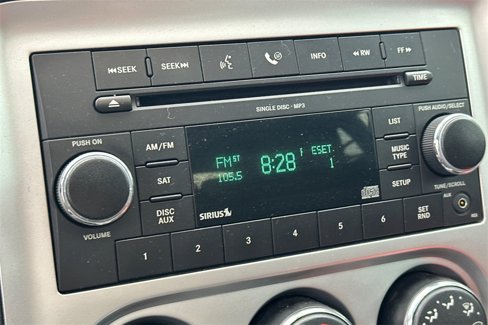 SEEK
SEEK
INFO
RW
FF
TIME
SINGLE DISC - MP3
PUSH AUDIO/SELECT
PUSH ON
AM/FM
SAT
DISC AUX
VOLUME
FM ST
105.5
8:28
ESET
1
SIRIUS
LIST
MUSIC TYPE
SETUP
TUNE/SCROLL
AUX
1 2 3 4 5 6
SET RND